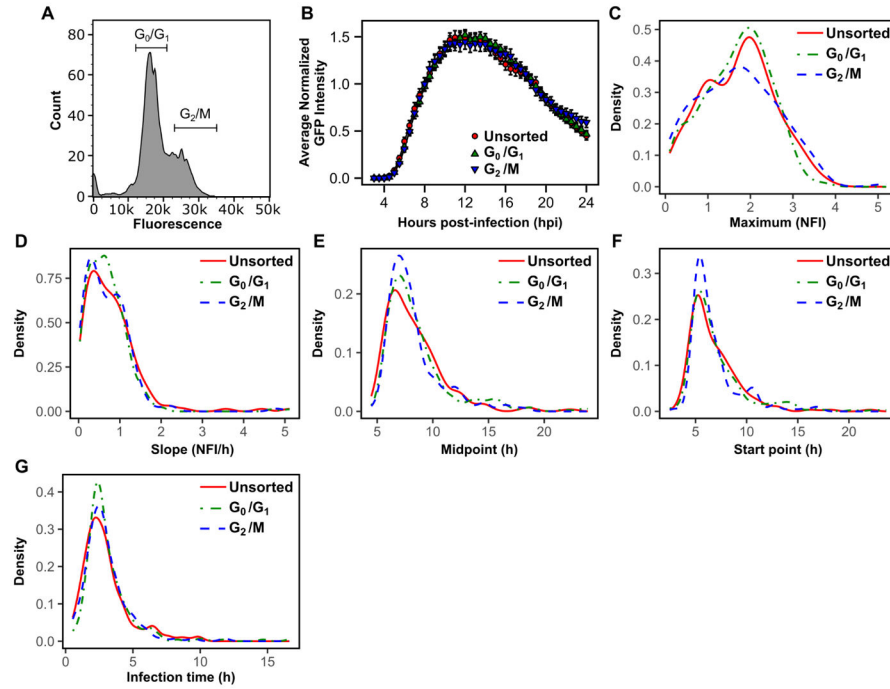 A
G0/G1
G2/M
80
60
40
20
0
Count
0 10k 20k 30k 40k 50k
Fluorescence
B
1.5
1.0
0.5
0.0
Average Normalized
GFP Intensity
Unsorted
G0/G1
G2/M
4 8 12 16 20 24
Hours post-infection (hpi)
C
0.5
0.4
0.3
0.2
0.1
0.0
Density
Unsorted
G0/G1
G2/M
0 1 2 3 4 5
Maximum (NFI)
D
0.75
0.50
0.25
0.00
Density
Unsorted
G0/G1
G2/M
0 1 2 3 4 5
Slope (NFI/h)
E
0.2
0.1
0.0
Density
Unsorted
G0/G1
G2/M
5 10 15 20
Midpoint (h)
F
0.3
0.2
0.1
0.0
Density
Unsorted
G0/G1
G2/M
5 10 15 20
Start point (h)
G
0.4
0.3
0.2
0.1
0.0
Density
Unsorted
G0/G1
G2/M
0 5 10 15
Infection time (h)